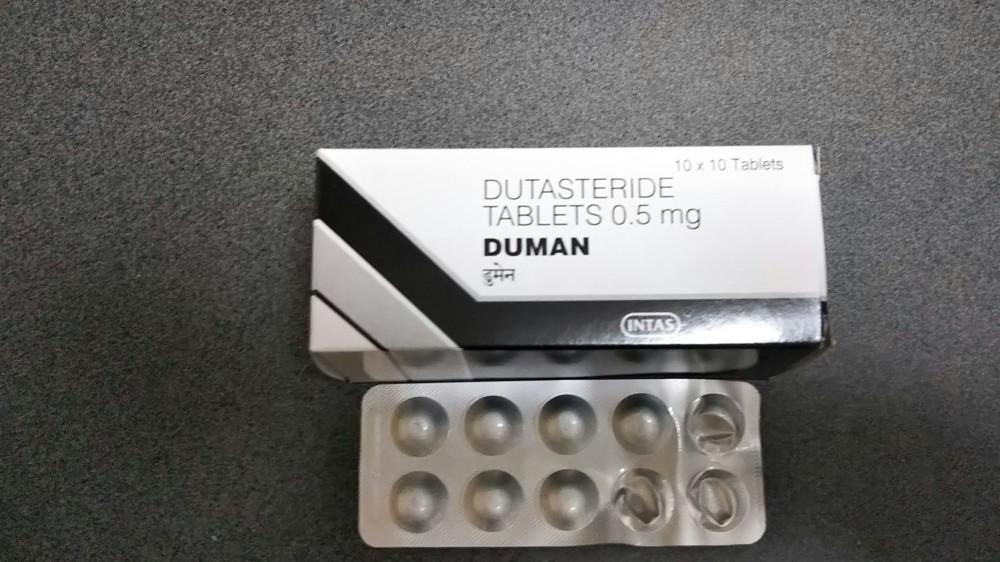 10 x 10 Tablets
DUTASTERIDE
TABLETS 0.5 mg
DUMAN
डुमेन
INTAS